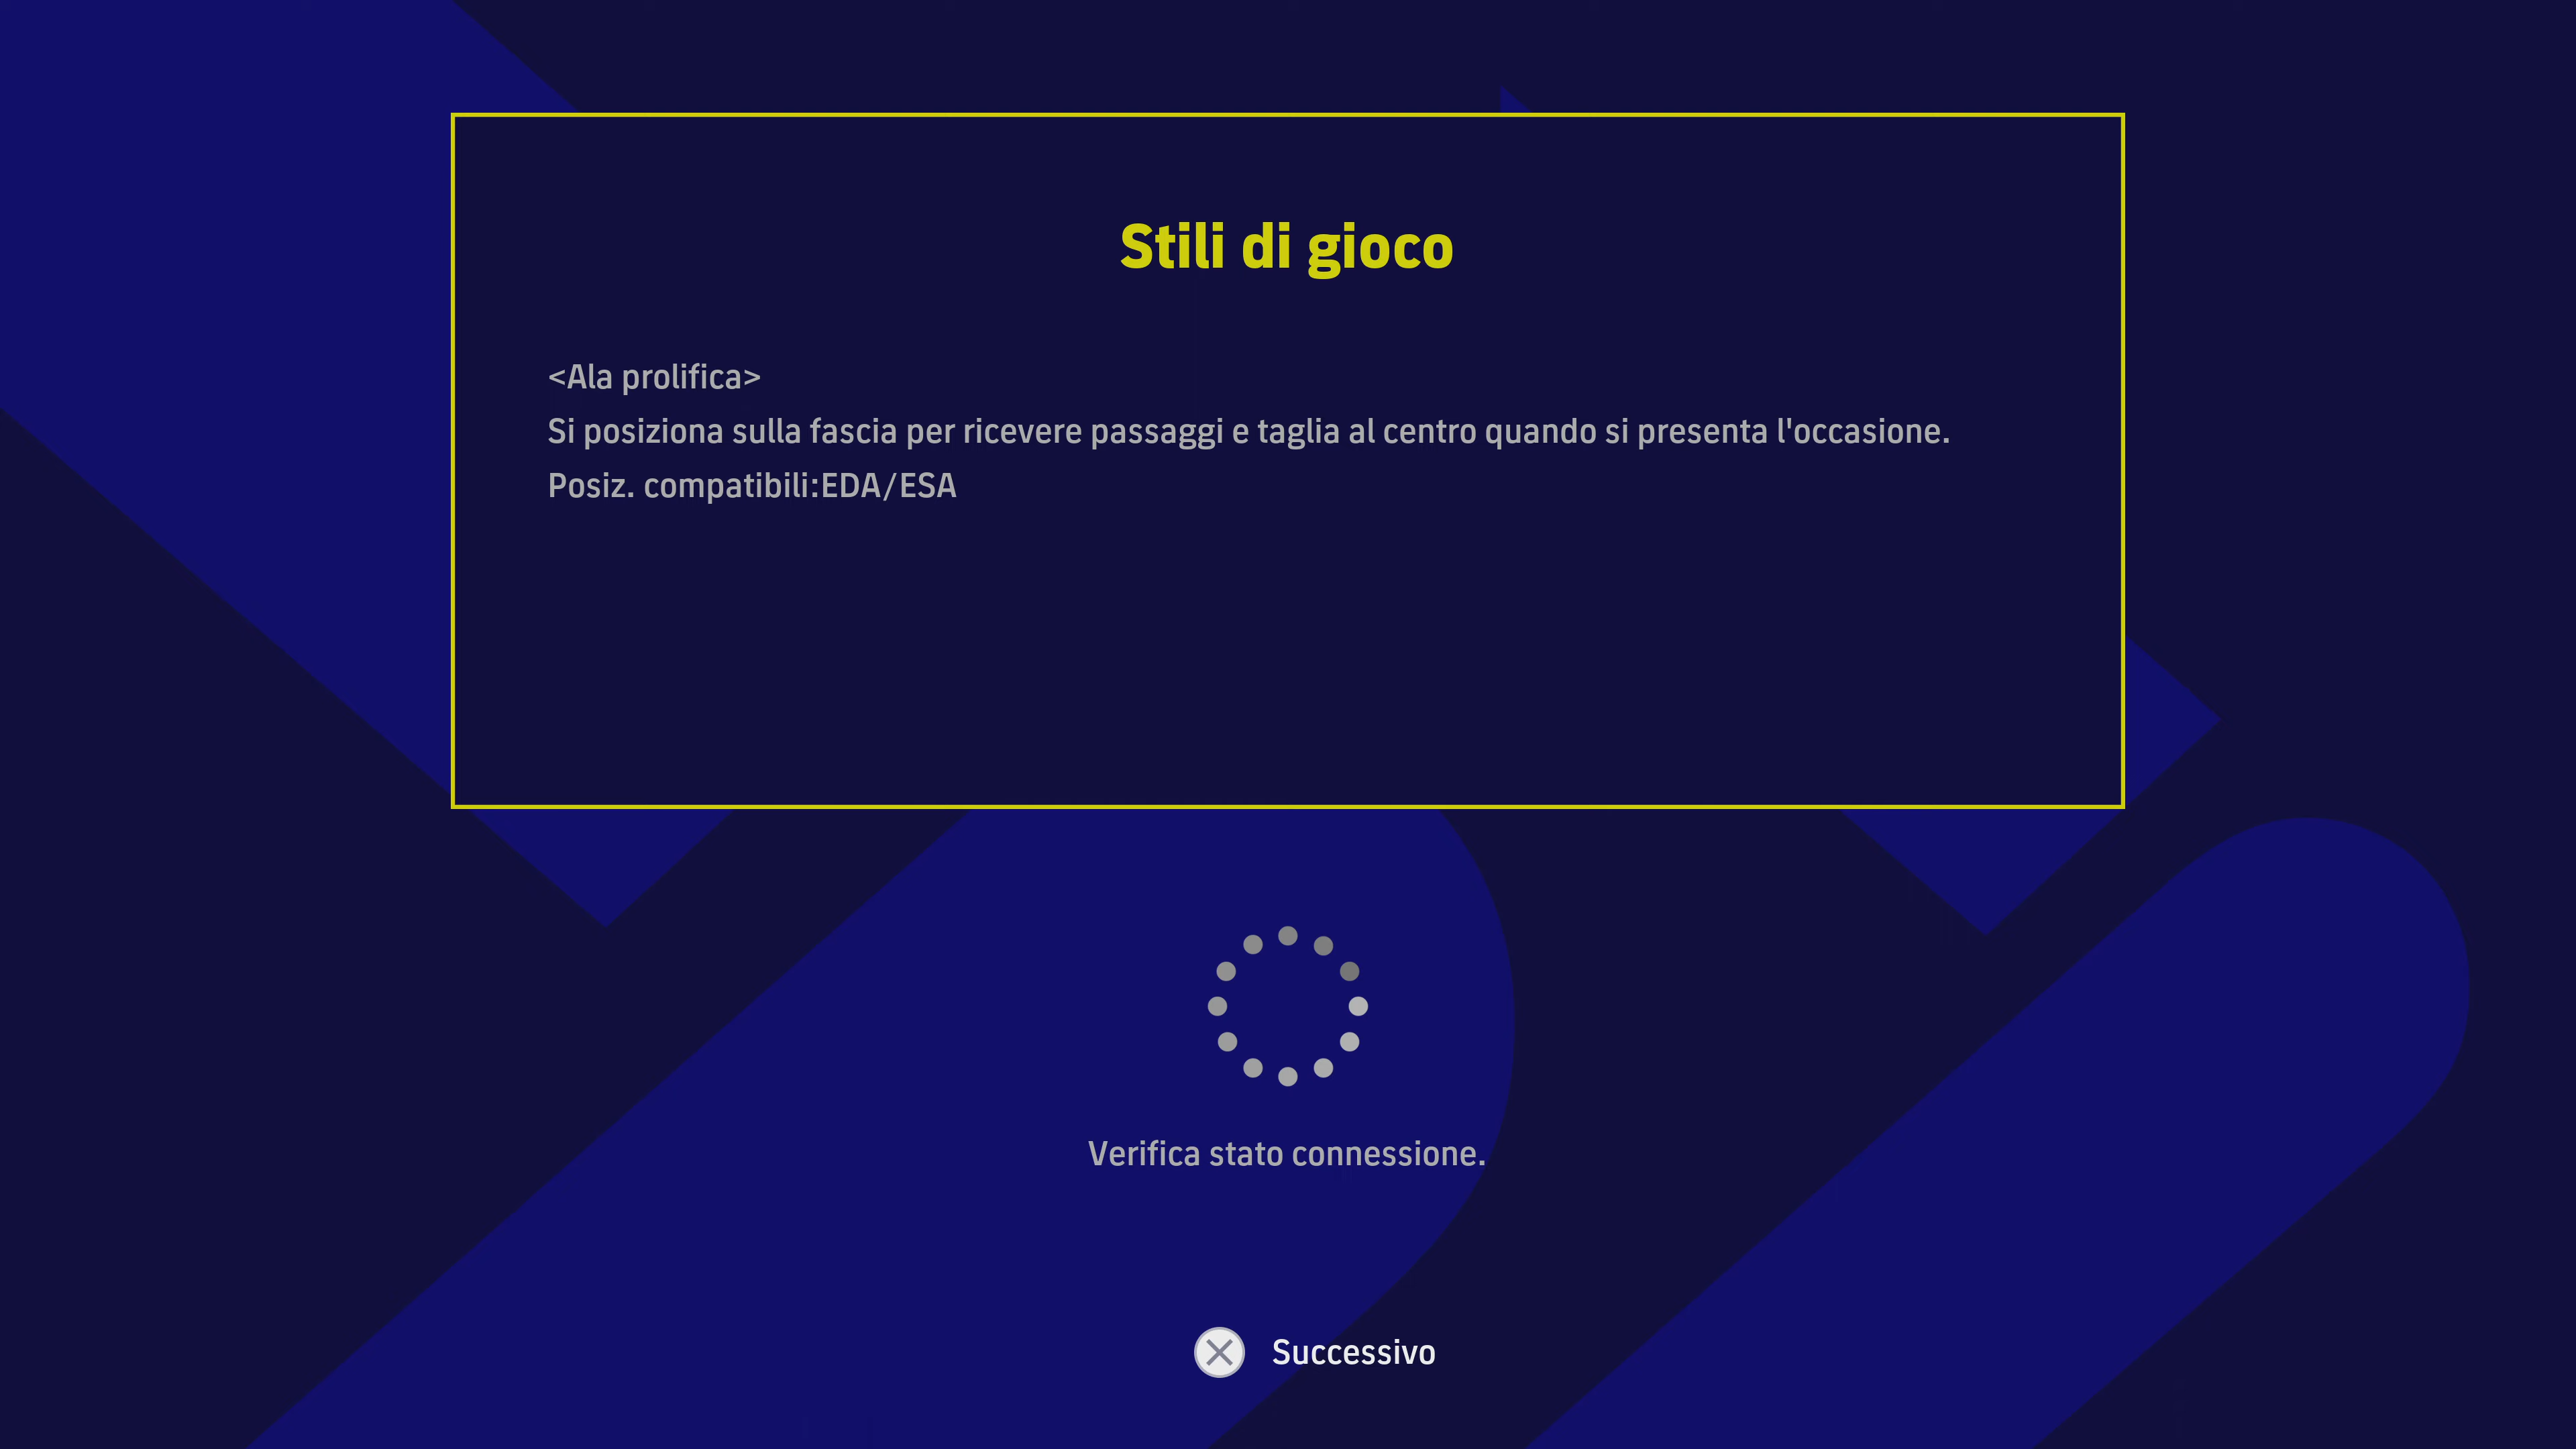 Stili di gioco
<Ala prolifica>
Si posiziona sulla fascia per ricevere passaggi e taglia al centro quando si presenta l'occasione.
Posiz. compatibili:EDA/ESA
Verifica stato connessione.
Successivo